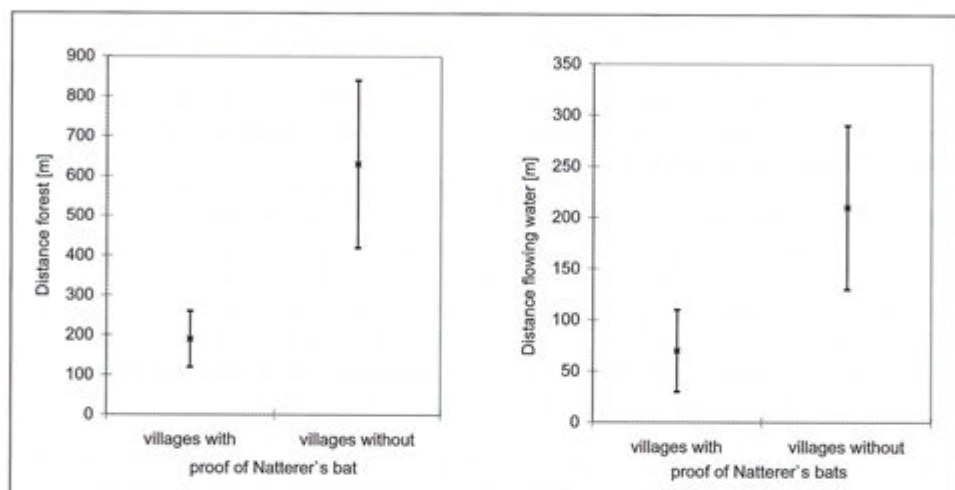 Distance forest [m]
900
800
700
600
500
400
300
200
100
0
villages with
villages without
proof of Natterer`s bat
Distance flowing water [m]
350
300
250
200
150
100
50
0
villages with
villages without
proof of Natterer`s bats